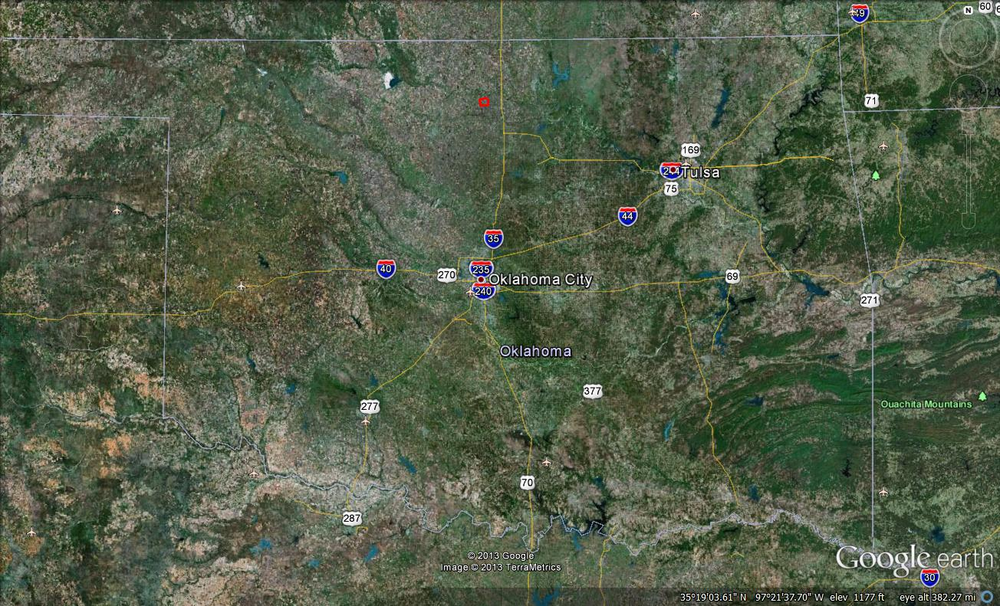 49
N
60
71
169
244
Tulsa
75
44
35
40
270
235
Oklahoma City
240
69
271
Oklahoma
377
277
Ouachita Mountains
70
287
© 2013 Google
Image © 2013 TerraMetrics
Google earth
30
35°19'03.61" N 97°21'37.70" W elev 1177 ft eye alt 382.27 mi